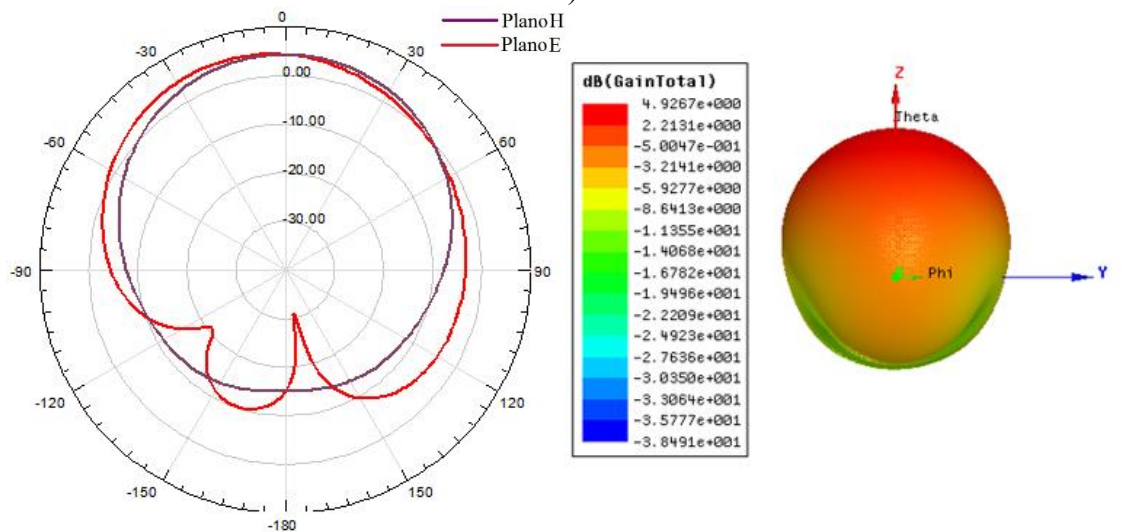 )
PlanoH
PlanoE
0
-30
30
-60
60
-90
90
-120
120
-150
150
-180
0.00
-10.00
-20.00
-30.00
dB(GainTotal)
4.9267e+000
2.2131e+000
-5.0047e-001
-3.2141e+000
-5.9277e+000
-8.6413e+000
-1.1355e+001
-1.4068e+001
-1.6782e+001
-1.9496e+001
-2.2209e+001
-2.4923e+001
-2.7636e+001
-3.0350e+001
-3.3064e+001
-3.5777e+001
-3.8491e+001
Z
Theta
Phi
Y